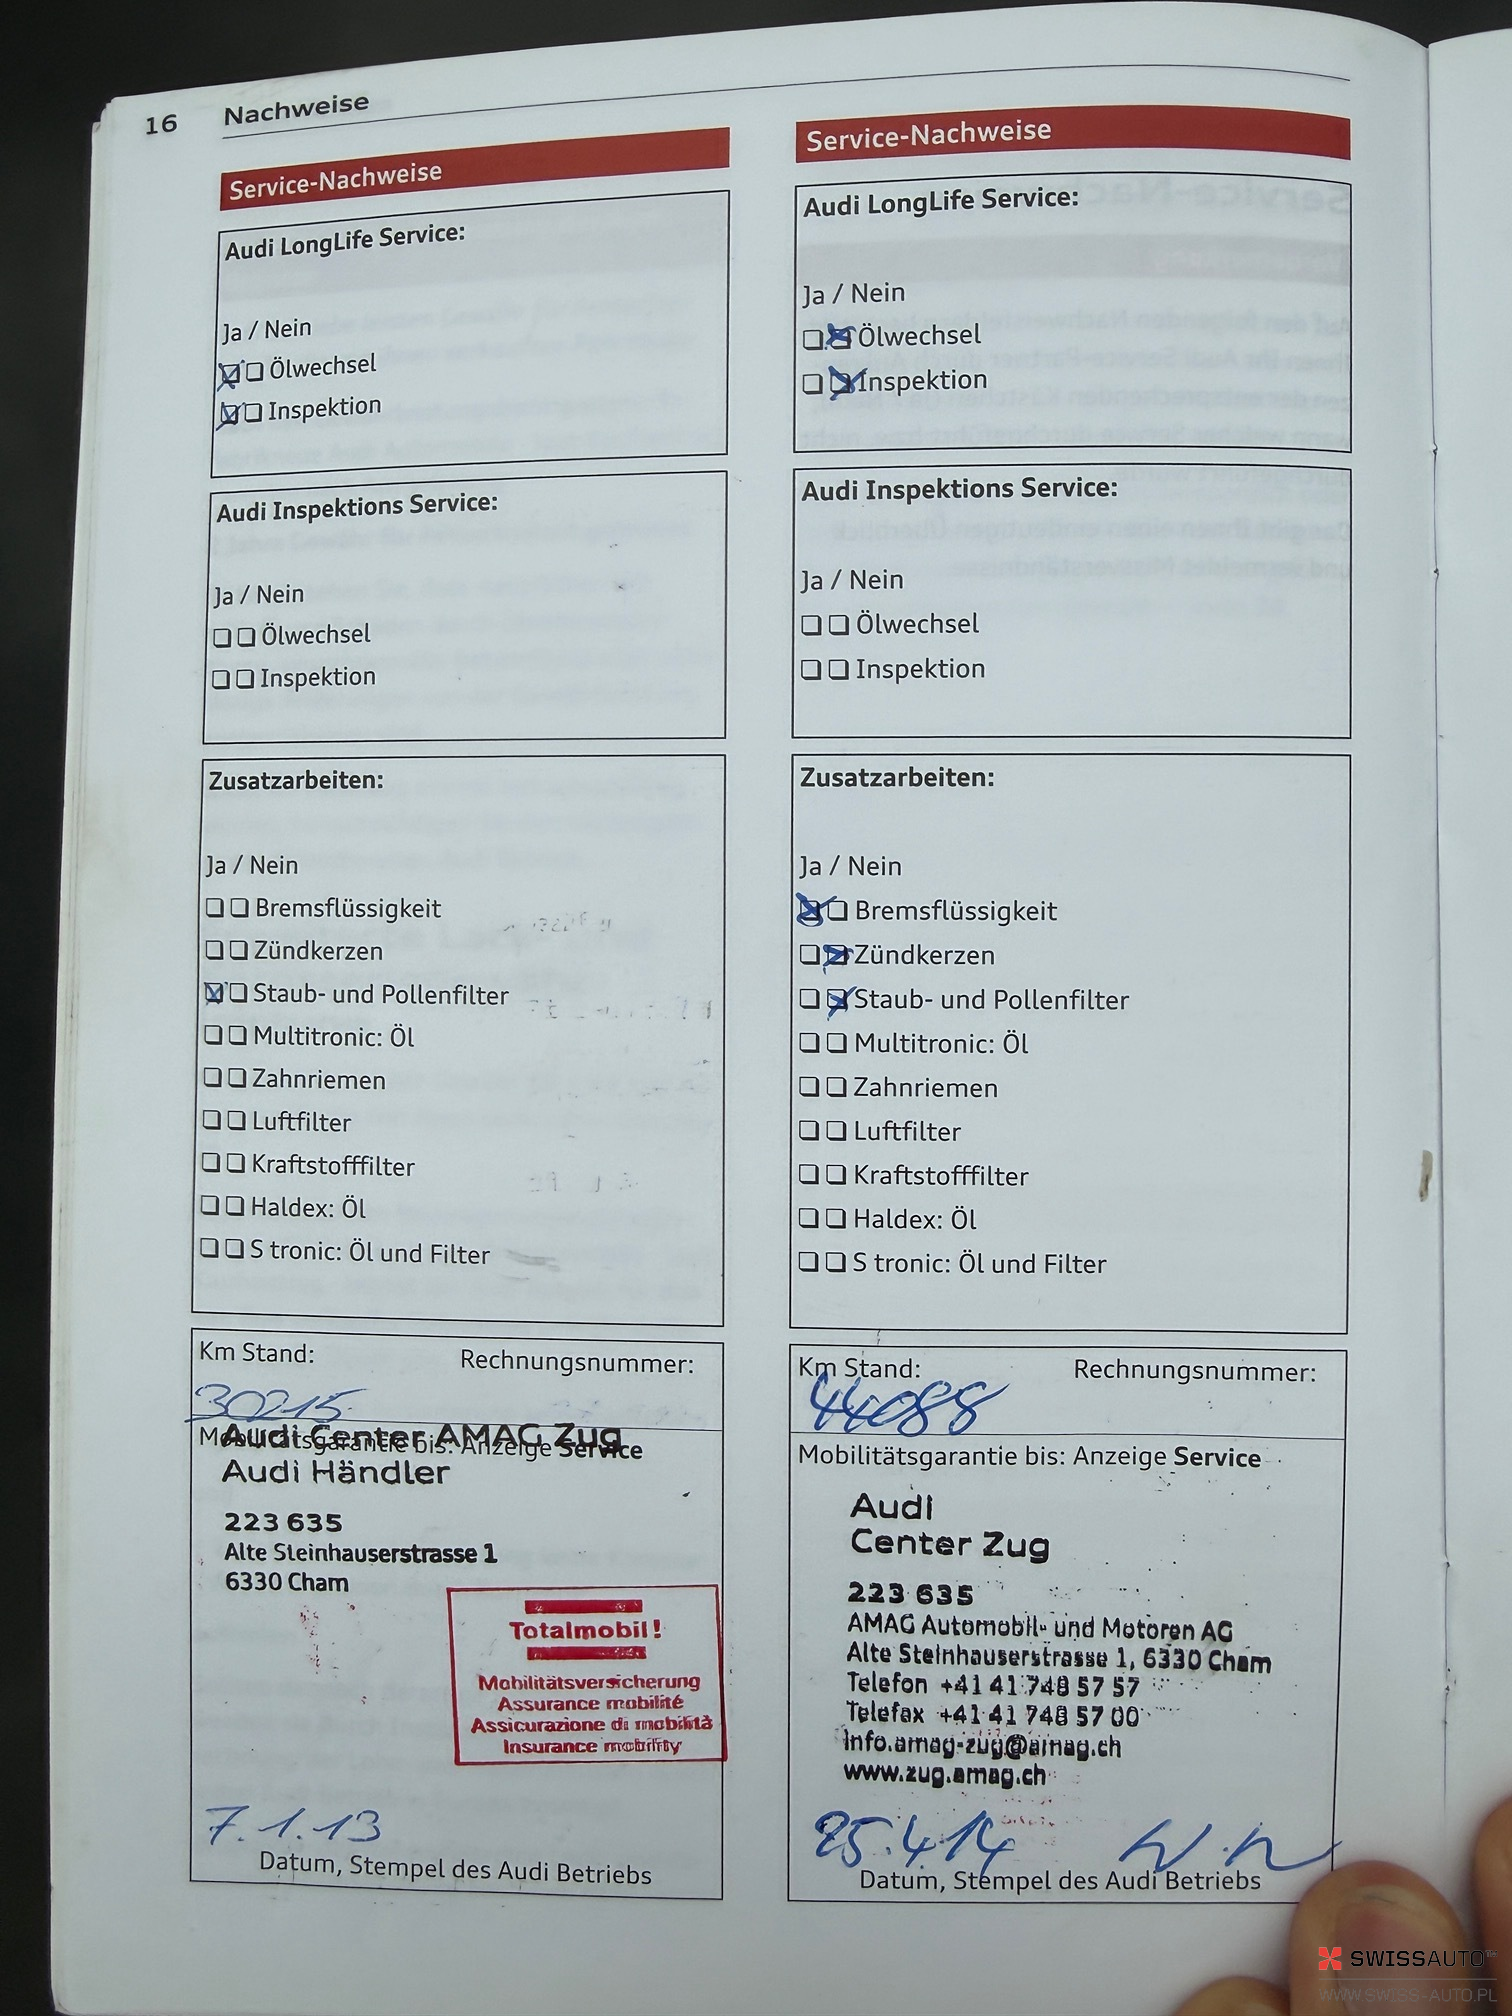 16 Nachweise
Service-Nachweise
Audi LongLife Service:
Ja / Nein
Ölwechsel
Inspektion
Audi Inspektions Service:
Ja / Nein
Ölwechsel
Inspektion
Zusatzarbeiten:
Ja / Nein
Bremsflüssigkeit
Zündkerzen
Staub- und Pollenfilter
Multitronic: Öl
Zahnriemen
Luftfilter
Kraftstofffilter
Haldex: Öl
S tronic: Öl und Filter
Km Stand: Rechnungsnummer:
30215
Audi Center AMAG Zug
Mobilitätsgarantie bis: Anzeige Service
Audi Händler
223 635
Alte Steinhauserstrasse 1
6330 Cham
Totalmobil!
Mobilitätsversicherung
Assurance mobilité
Assicurazione di mobilità
Insurance mobility
7.1.13
Datum, Stempel des Audi Betriebs
Service-Nachweise
Audi LongLife Service:
Ja / Nein
Ölwechsel
Inspektion
Audi Inspektions Service:
Ja / Nein
Ölwechsel
Inspektion
Zusatzarbeiten:
Ja / Nein
Bremsflüssigkeit
Zündkerzen
Staub- und Pollenfilter
Multitronic: Öl
Zahnriemen
Luftfilter
Kraftstofffilter
Haldex: Öl
S tronic: Öl und Filter
Km Stand: Rechnungsnummer:
44088
Mobilitätsgarantie bis: Anzeige Service
Audi
Center Zug
223 635
AMAG Automobil- und Motoren AG
Alte Steinhauserstrasse 1, 6330 Cham
Telefon +41 41 748 57 57
Telefax +41 41 748 57 00
info.amag-zug@amag.ch
www.zug.amag.ch
25.4.14
Datum, Stempel des Audi Betriebs
SWISSAUTO
WWW.SWISS-AUTO.PL